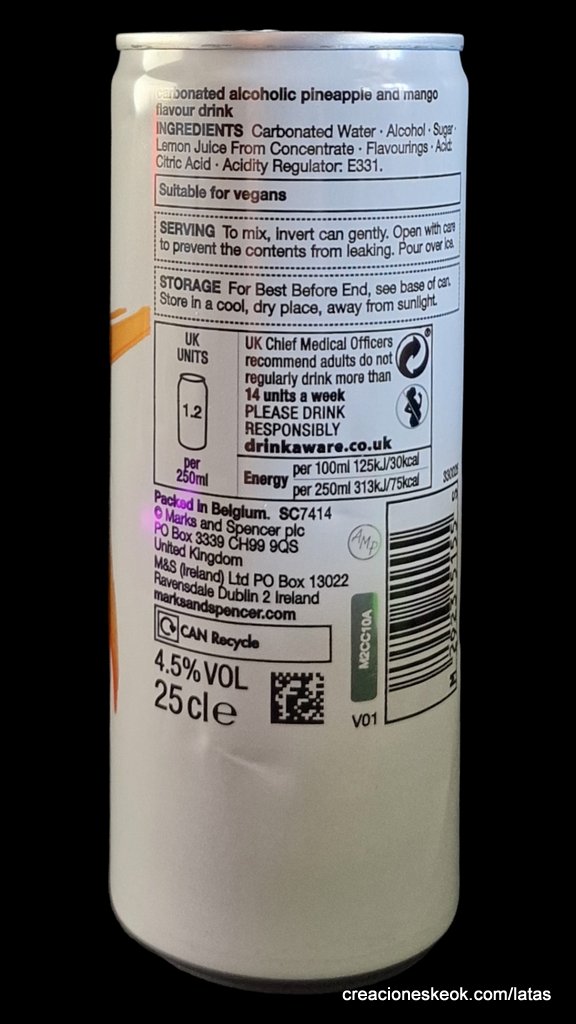 carbonated alcoholic pineapple and mango
flavour drink
INGREDIENTS Carbonated Water · Alcohol · Sugar ·
Lemon Juice From Concentrate · Flavourings · Acid:
Citric Acid · Acidity Regulator: E331.
Suitable for vegans
SERVING To mix, invert can gently. Open with care
to prevent the contents from leaking. Pour over ice.
STORAGE For Best Before End, see base of can.
Store in a cool, dry place, away from sunlight.
UK
UNITS
1.2
per
250ml
UK Chief Medical Officers
recommend adults do not
regularly drink more than
14 units a week
PLEASE DRINK
RESPONSIBLY
drinkaware.co.uk
Energy
per 100ml 125kJ/30kcal
per 250ml 313kJ/75kcal
Packed in Belgium. SC7414
© Marks and Spencer plc
PO Box 3339 CH99 9QS
United Kingdom
M&S (Ireland) Ltd PO Box 13022
Ravensdale Dublin 2 Ireland
marksandspencer.com
AMP
CAN Recycle
4.5% VOL
25 cl e
M2CC10A
V01
creacioneskeok.com/latas